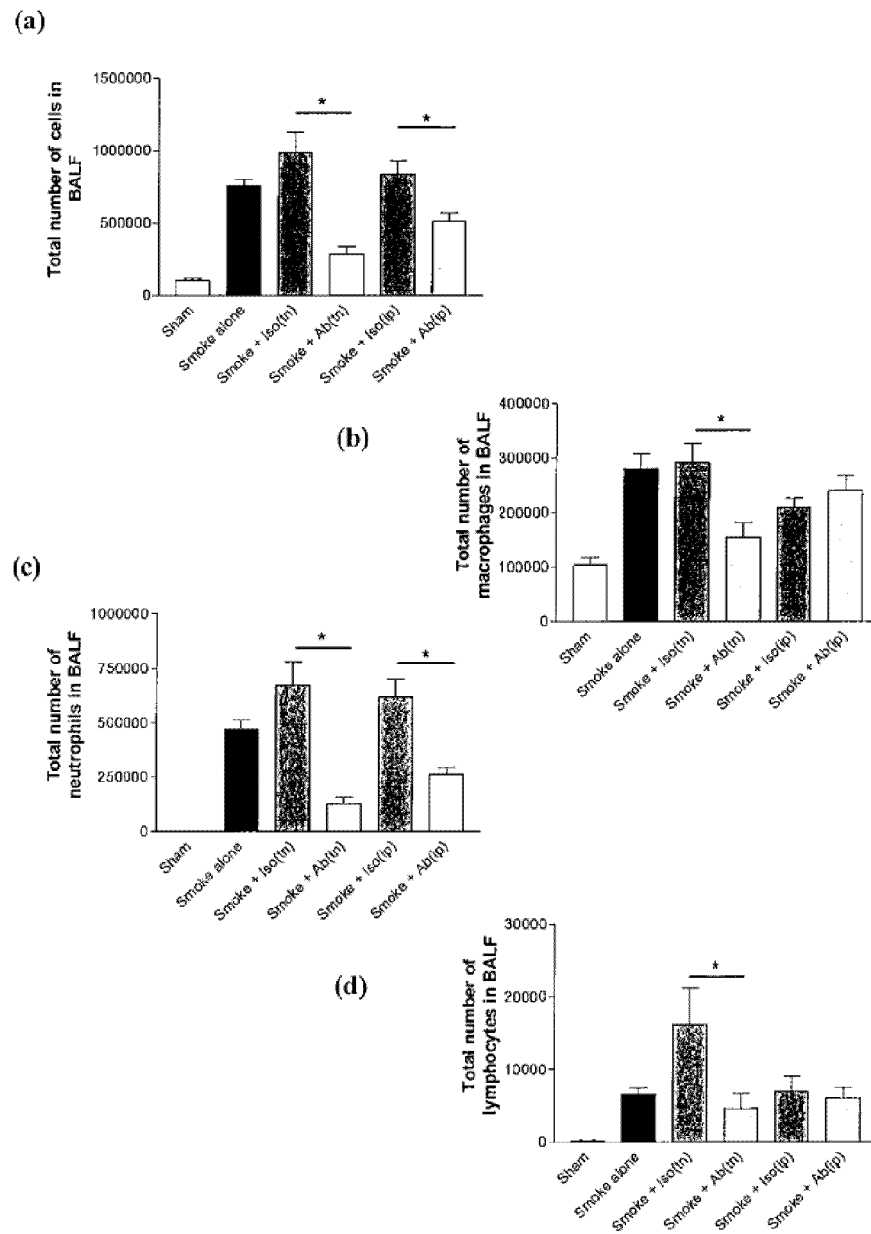 (a)
Total number of cells in
BALF
1500000
1000000
500000
0
*
*
Sham
Smoke alone
Smoke + Iso(tn)
Smoke + Ab(tn)
Smoke + Iso(ip)
Smoke + Ab(ip)
(b)
Total number of
macrophages in BALF
400000
300000
200000
100000
0
*
Sham
Smoke alone
Smoke + Iso(tn)
Smoke + Ab(tn)
Smoke + Iso(ip)
Smoke + Ab(ip)
(c)
Total number of
neutrophils in BALF
1000000
750000
500000
250000
0
*
*
Sham
Smoke alone
Smoke + Iso(tn)
Smoke + Ab(tn)
Smoke + Iso(ip)
Smoke + Ab(ip)
(d)
Total number of
lymphocytes in BALF
30000
20000
10000
0
*
Sham
Smoke alone
Smoke + Iso(tn)
Smoke + Ab(tn)
Smoke + Iso(ip)
Smoke + Ab(ip)